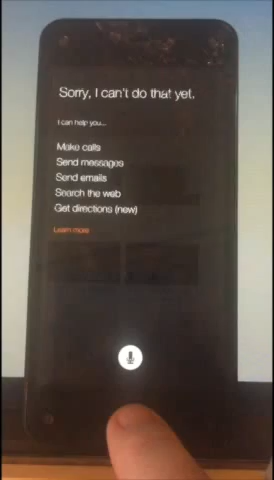 Sorry, I can't do that yet.
I can help you...
Make calls
Send messages
Send emails
Search the web
Get directions (new)
Learn more